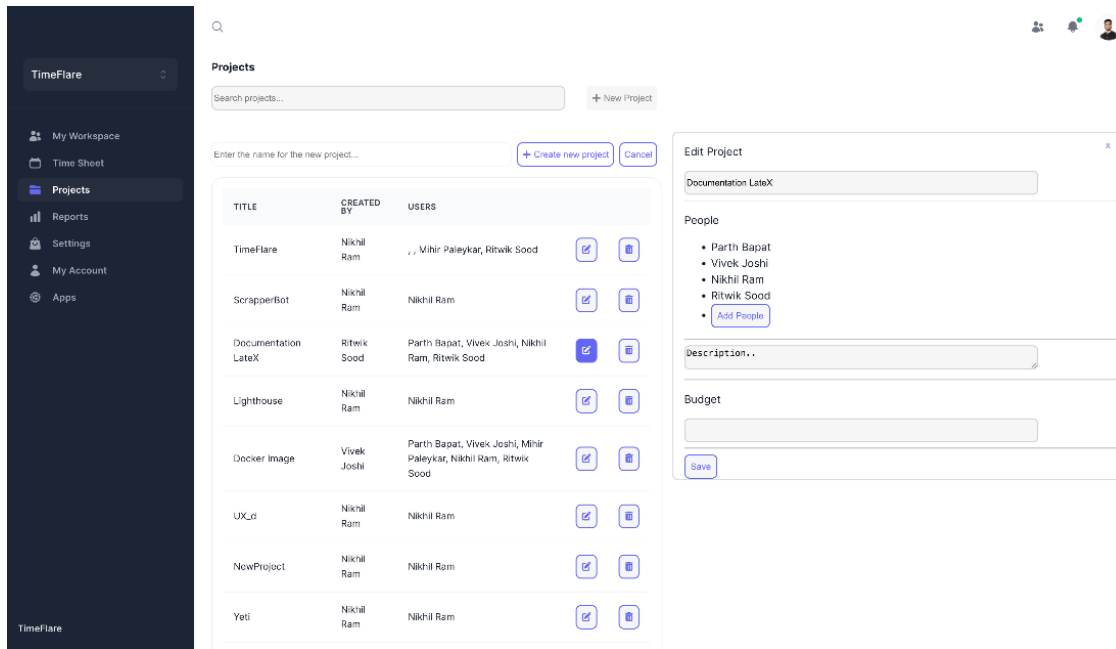 TimeFlare
My Workspace
Time Sheet
Projects
Reports
Settings
My Account
Apps
TimeFlare
Projects
Search projects...
+ New Project
Enter the name for the new project...
+ Create new project
Cancel
TITLE
CREATED
BY
USERS
TimeFlare
Nikhil
Ram
, , Mihir Paleykar, Ritwik Sood
ScrapperBot
Nikhil
Ram
Nikhil Ram
Documentation
LateX
Ritwik
Sood
Parth Bapat, Vivek Joshi, Nikhil
Ram, Ritwik Sood
Lighthouse
Nikhil
Ram
Nikhil Ram
Docker Image
Vivek
Joshi
Parth Bapat, Vivek Joshi, Mihir
Paleykar, Nikhil Ram, Ritwik
Sood
UX_d
Nikhil
Ram
Nikhil Ram
NewProject
Nikhil
Ram
Nikhil Ram
Yeti
Nikhil
Ram
Nikhil Ram
Edit Project
x
Documentation LateX
People
• Parth Bapat
• Vivek Joshi
• Nikhil Ram
• Ritwik Sood
• Add People
Description..
Budget
Save